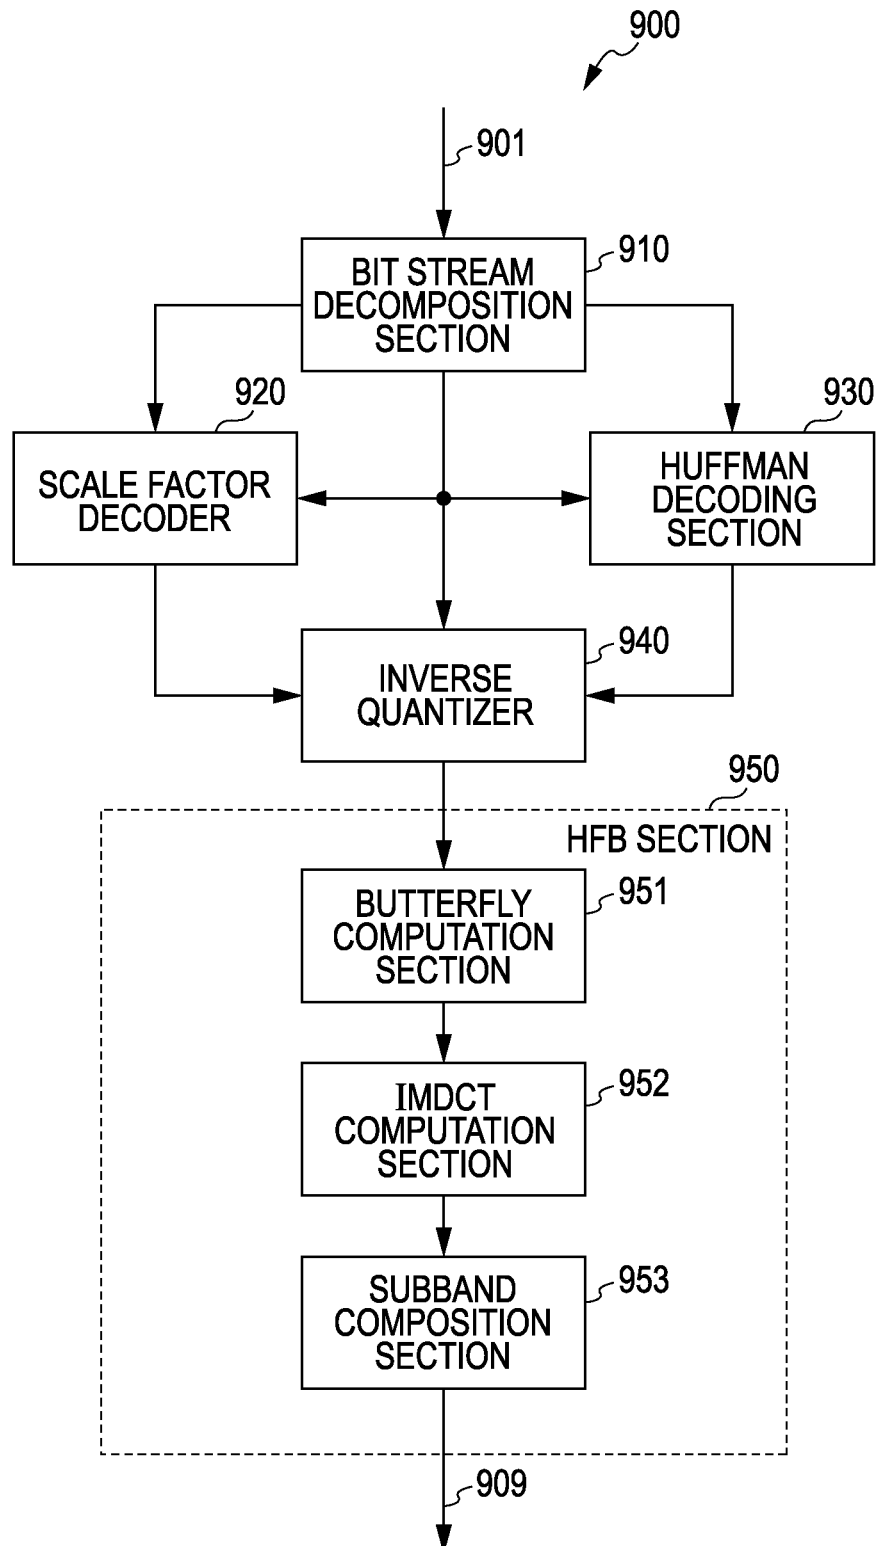 900
901
910
BIT STREAM
DECOMPOSITION
SECTION
920
930
SCALE FACTOR
DECODER
HUFFMAN
DECODING
SECTION
940
INVERSE
QUANTIZER
950
HFB SECTION
951
BUTTERFLY
COMPUTATION
SECTION
952
IMDCT
COMPUTATION
SECTION
953
SUBBAND
COMPOSITION
SECTION
909